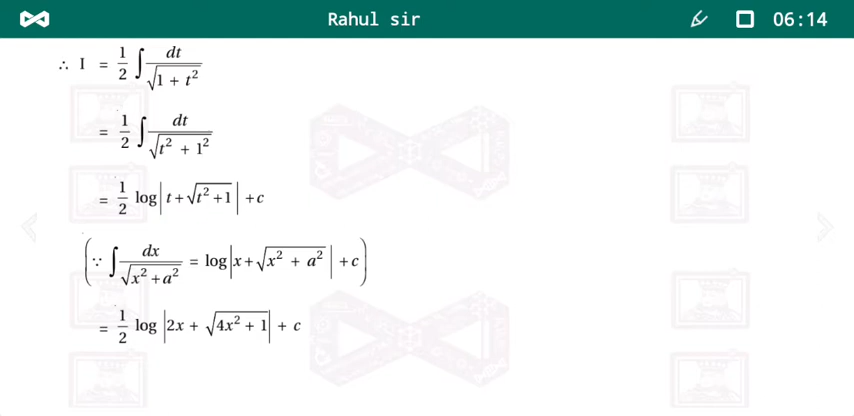 Rahul sir
06:14
∴ I = 1/2 ∫ dt/√(1 + t²)
= 1/2 ∫ dt/√(t² + 1²)
= 1/2 log|t + √(t² + 1)| + c
(∵ ∫ dx/√(x² + a²) = log|x + √(x² + a²)| + c)
= 1/2 log|2x + √(4x² + 1)| + c